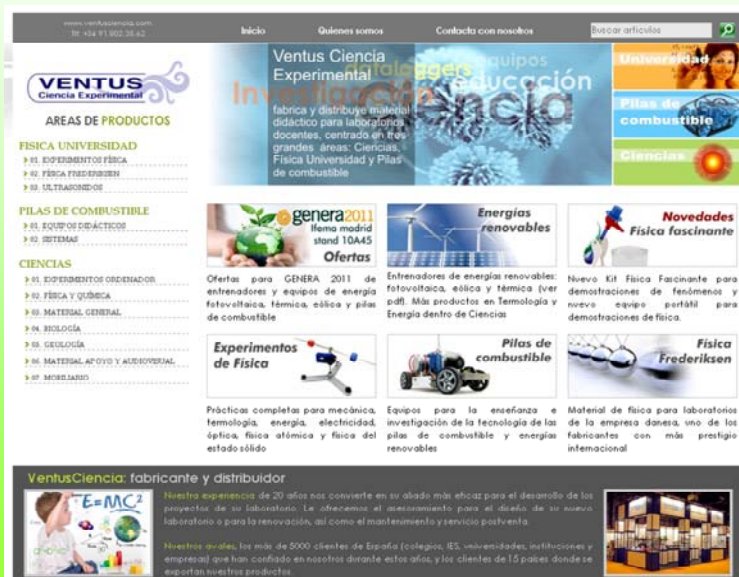 www.ventusciencia.com
Tlf: +34 91 802 35 62
Inicio
Quienes somos
Contacta con nosotros
Buscar articulos
VENTUS
Ciencia Experimental
AREAS DE PRODUCTOS
FISICA UNIVERSIDAD
01. EXPERIMENTOS FÍSICA
02. FÍSICA FREDERIKSEN
03. ULTRASONIDOS
PILAS DE COMBUSTIBLE
01. EQUIPOS DIDÁCTICOS
02. SISTEMAS
CIENCIAS
01. EXPERIMENTOS ORDENADOR
02. FÍSICA Y QUÍMICA
03. MATERIAL GENERAL
04. BIOLOGÍA
05. GEOLOGÍA
06. MATERIAL APOYO Y AUDIOVISUAL
07. MOBILIARIO
Ventus Ciencia
Experimental
fabrica y distribuye material
didáctico para laboratorios
docentes, centrado en tres
grandes áreas: Ciencias,
Física Universidad y Pilas
de combustible
dataloggers
equipos
educación
Investigación
ciencia
Universidad
Pilas de
combustible
Ciencias
genera2011
Ifema madrid
stand 10A45
Ofertas
Ofertas para GENERA 2011 de
entrenadores y equipos de energía
fotovoltaica, térmica, eólica y pilas
de combustible
Energías
renovables
Entrenadores de energías renovables:
fotovoltaica, eólica y térmica (ver
pdf). Más productos en Termología y
Energía dentro de Ciencias
Novedades
Física fascinante
Nuevo Kit Física Fascinante para
demostraciones de fenómenos y
nuevo equipo portátil para
demostraciones de física.
Experimentos
de Física
Prácticas completas para mecánica,
termología, energía, electricidad,
óptica, física atómica y física del
estado sólido
Pilas de
combustible
Equipos para la enseñanza e
investigación de la tecnología de las
pilas de combustible y energías
renovables
Física
Frederiksen
Material de física para laboratorios
de la empresa danesa, uno de los
fabricantes con más prestigio
internacional
VentusCiencia: fabricante y distribuidor
E=MC²
Nuestra experiencia de 20 años nos convierte en su aliado más eficaz para el desarrollo de los
proyectos de su laboratorio. Le ofrecemos el asesoramiento para el diseño de su nuevo
laboratorio o para la renovación, así como el mantenimiento y servicio postventa.
Nuestros avales, los más de 5000 clientes de España (colegios, IES, universidades, instituciones y
empresas) que han confiado en nosotros durante estos años, y los clientes de 15 países donde se
exportan nuestros productos.